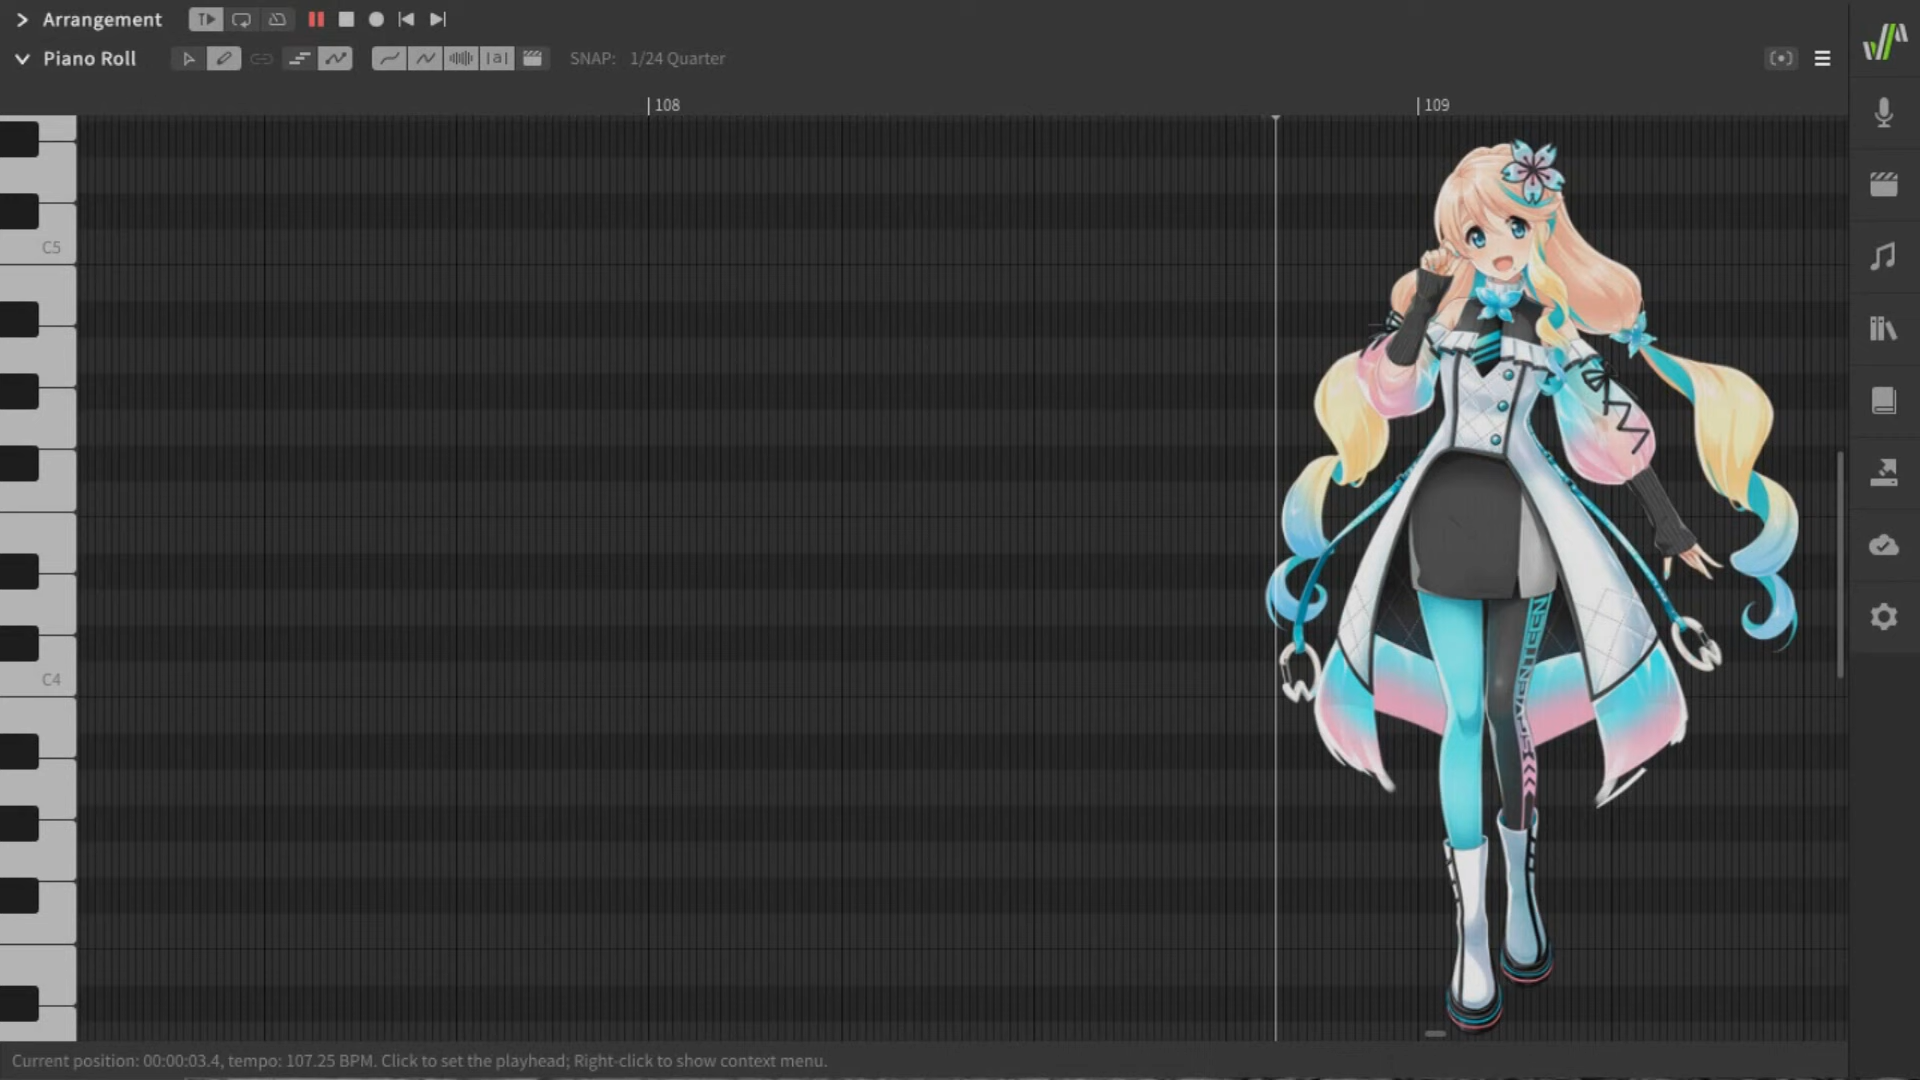 Arrangement
Piano Roll
|a|
SNAP: 1/24 Quarter
108
109
C5
C4
SAVENTEEN
Current position: 00:00:03.4, tempo: 107.25 BPM. Click to set the playhead; Right-click to show context menu.